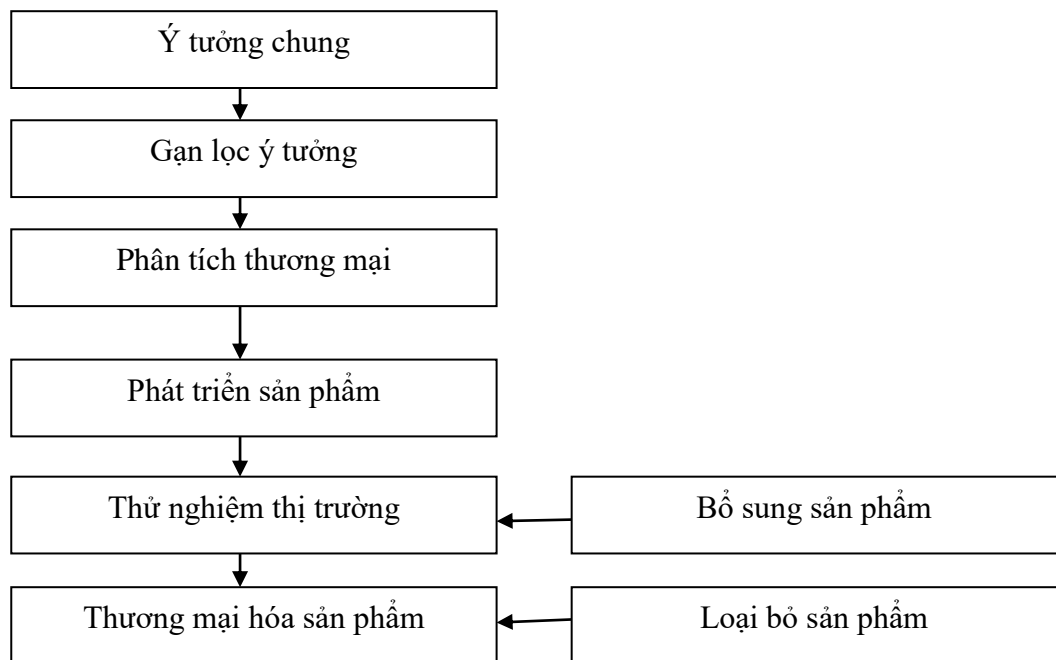 Ý tưởng chung
Gạn lọc ý tưởng
Phân tích thương mại
Phát triển sản phẩm
Thử nghiệm thị trường
Bổ sung sản phẩm
Thương mại hóa sản phẩm
Loại bỏ sản phẩm